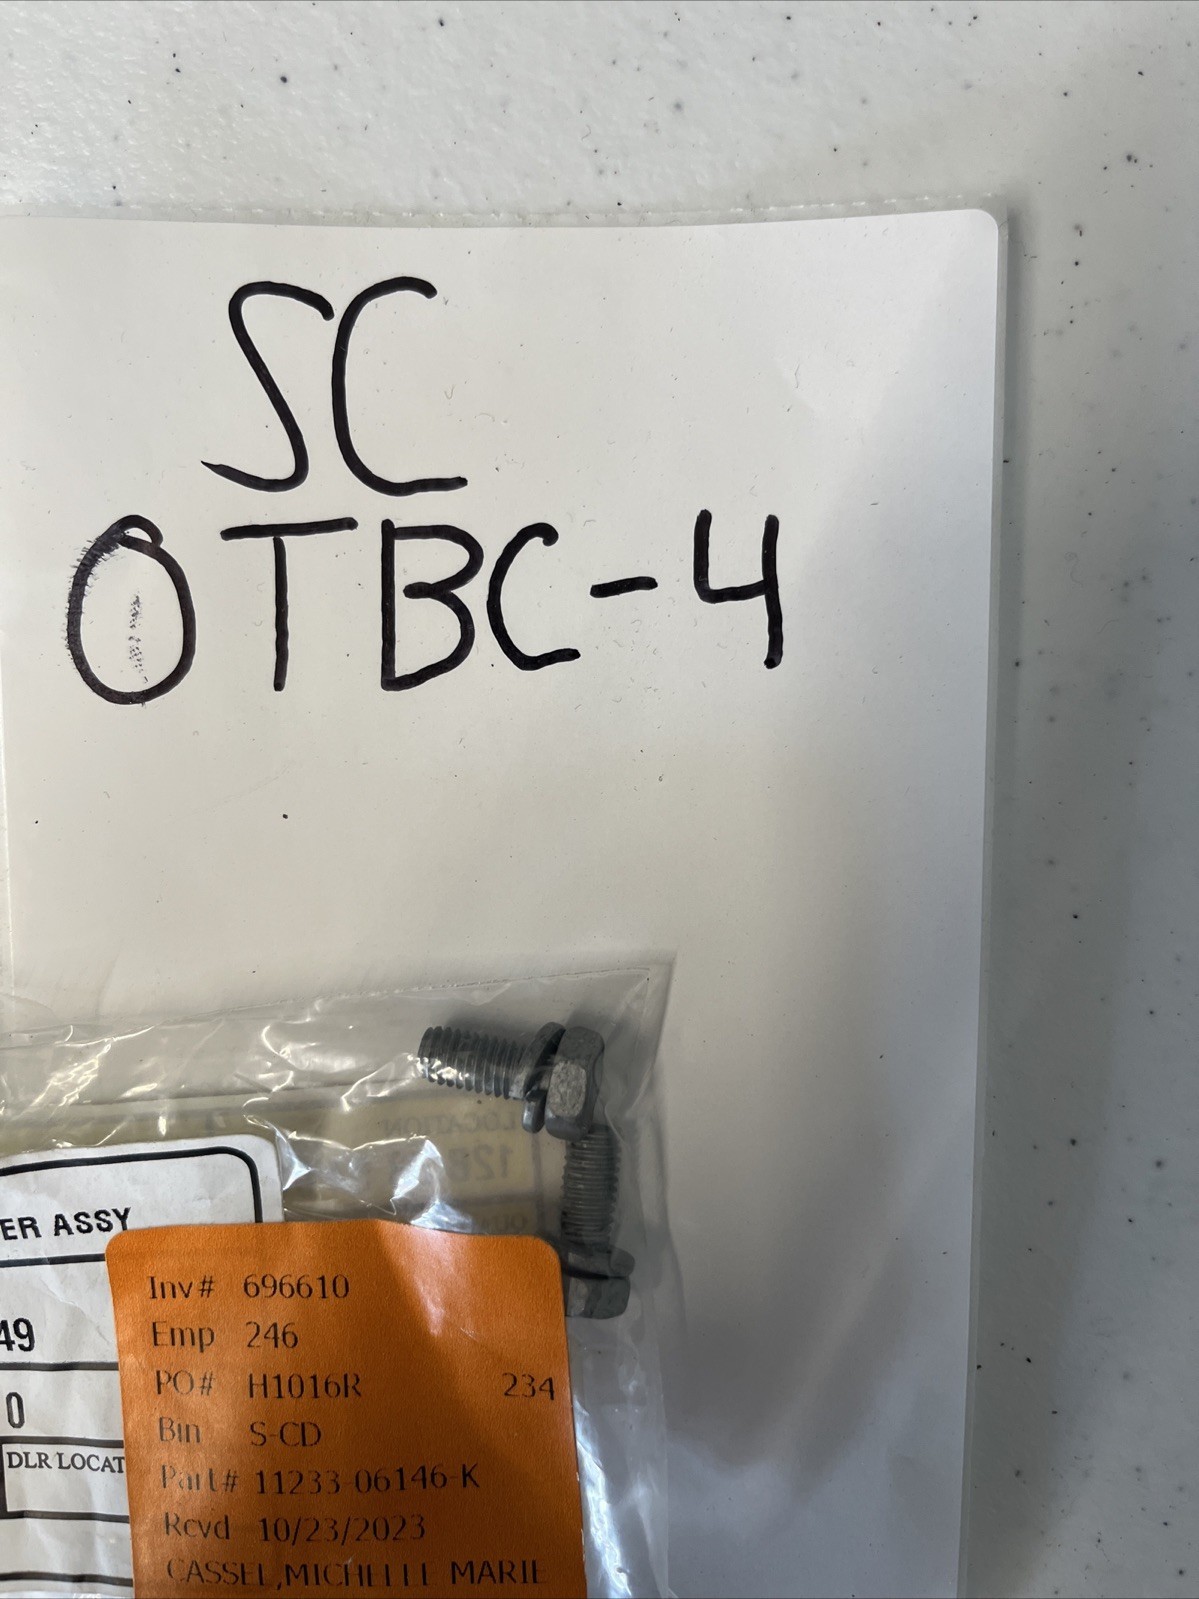 SC
OTBC-4
LOCATION
ER ASSY
49
0
DLR LOCAT
Inv# 696610
Emp 246
PO# H1016R 234
Bin S-CD
Part# 11233-06146-K
Rcvd 10/23/2023
CASSEL,MICHELLE MARIE